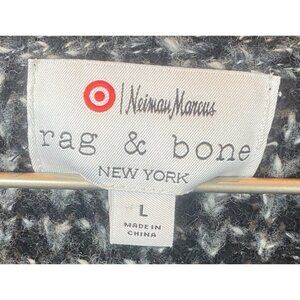 | Neiman Marcus
rag & bone
NEW YORK
L
MADE IN
CHINA